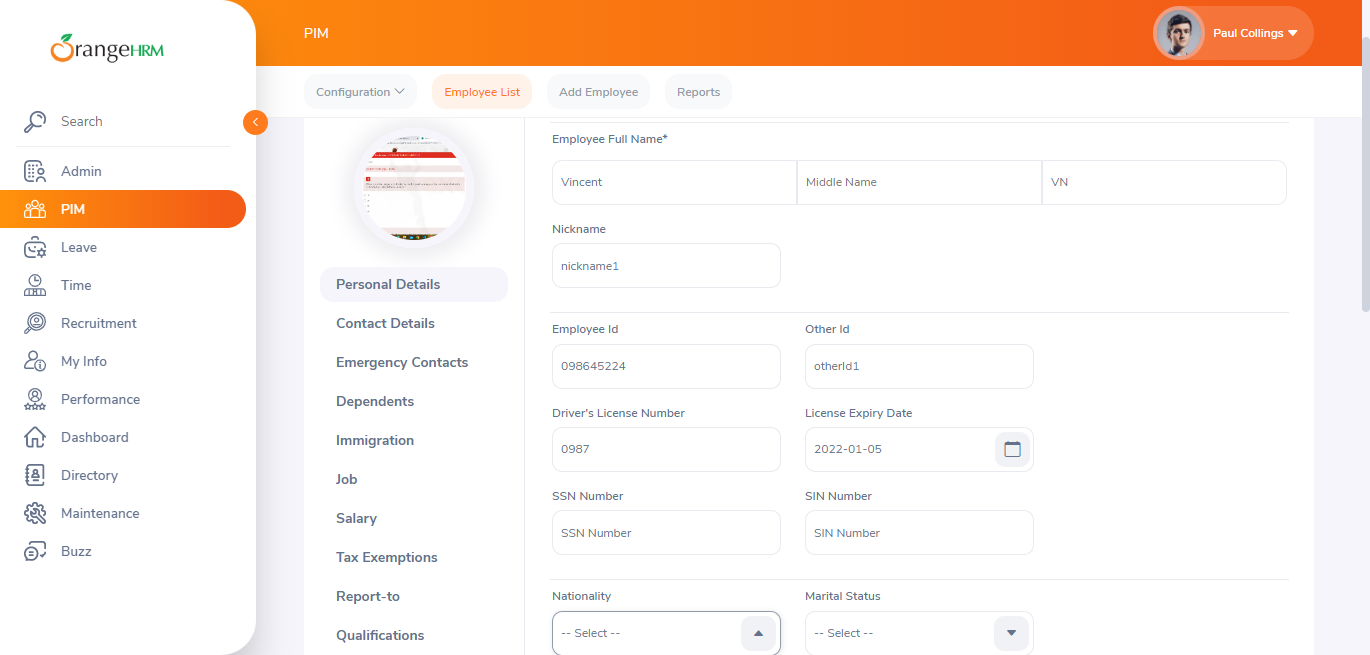 OrangeHRM
PIM
Paul Collings
Search
Admin
PIM
Leave
Time
Recruitment
My Info
Performance
Dashboard
Directory
Maintenance
Buzz
Configuration
Employee List
Add Employee
Reports
Personal Details
Contact Details
Emergency Contacts
Dependents
Immigration
Job
Salary
Tax Exemptions
Report-to
Qualifications
Employee Full Name*
Vincent
Middle Name
VN
Nickname
nickname1
Employee Id
Other Id
098645224
otherId1
Driver's License Number
License Expiry Date
0987
2022-01-05
SSN Number
SIN Number
SSN Number
SIN Number
Nationality
Marital Status
-- Select --
-- Select --